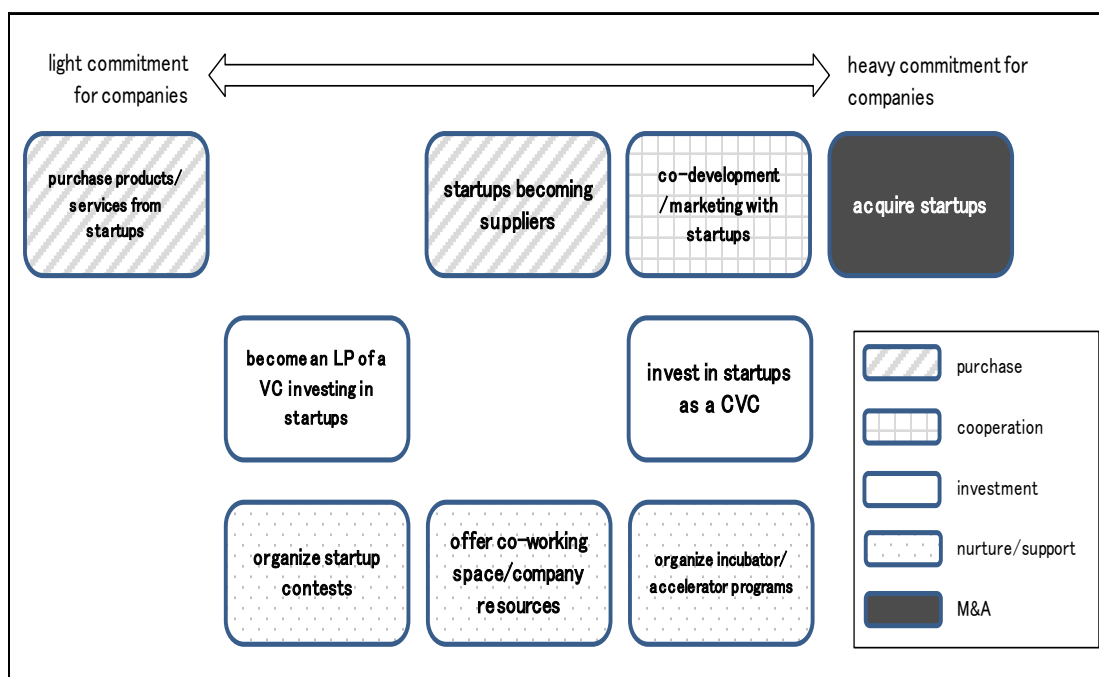 light commitment
for companies
heavy commitment for
companies
purchase products/
services from
startups
startups becoming
suppliers
co-development
/marketing with
startups
acquire startups
become an LP of a
VC investing in
startups
invest in startups
as a CVC
organize startup
contests
offer co-working
space/company
resources
organize incubator/
accelerator programs
purchase
cooperation
investment
nurture/support
M&A